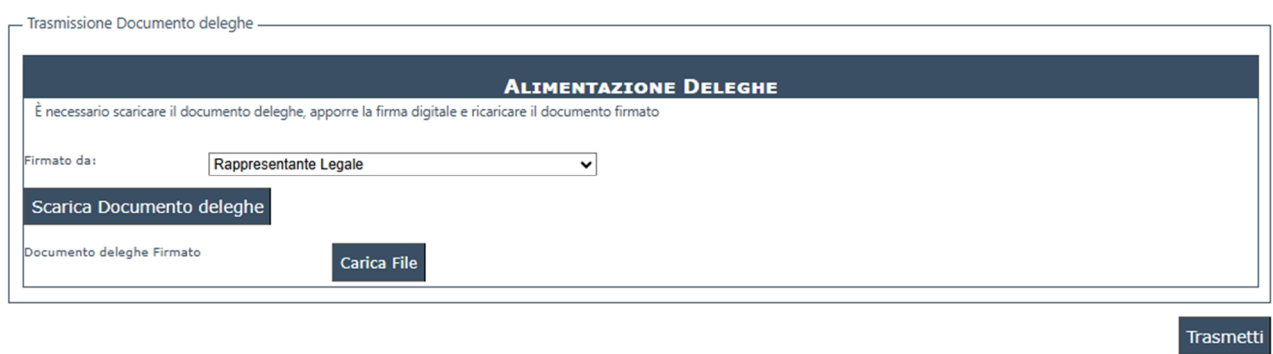 Trasmissione Documento deleghe
Alimentazione Deleghe
È necessario scaricare il documento deleghe, apporre la firma digitale e ricaricare il documento firmato
Firmato da:
Rappresentante Legale
Scarica Documento deleghe
Documento deleghe Firmato
Carica File
Trasmetti